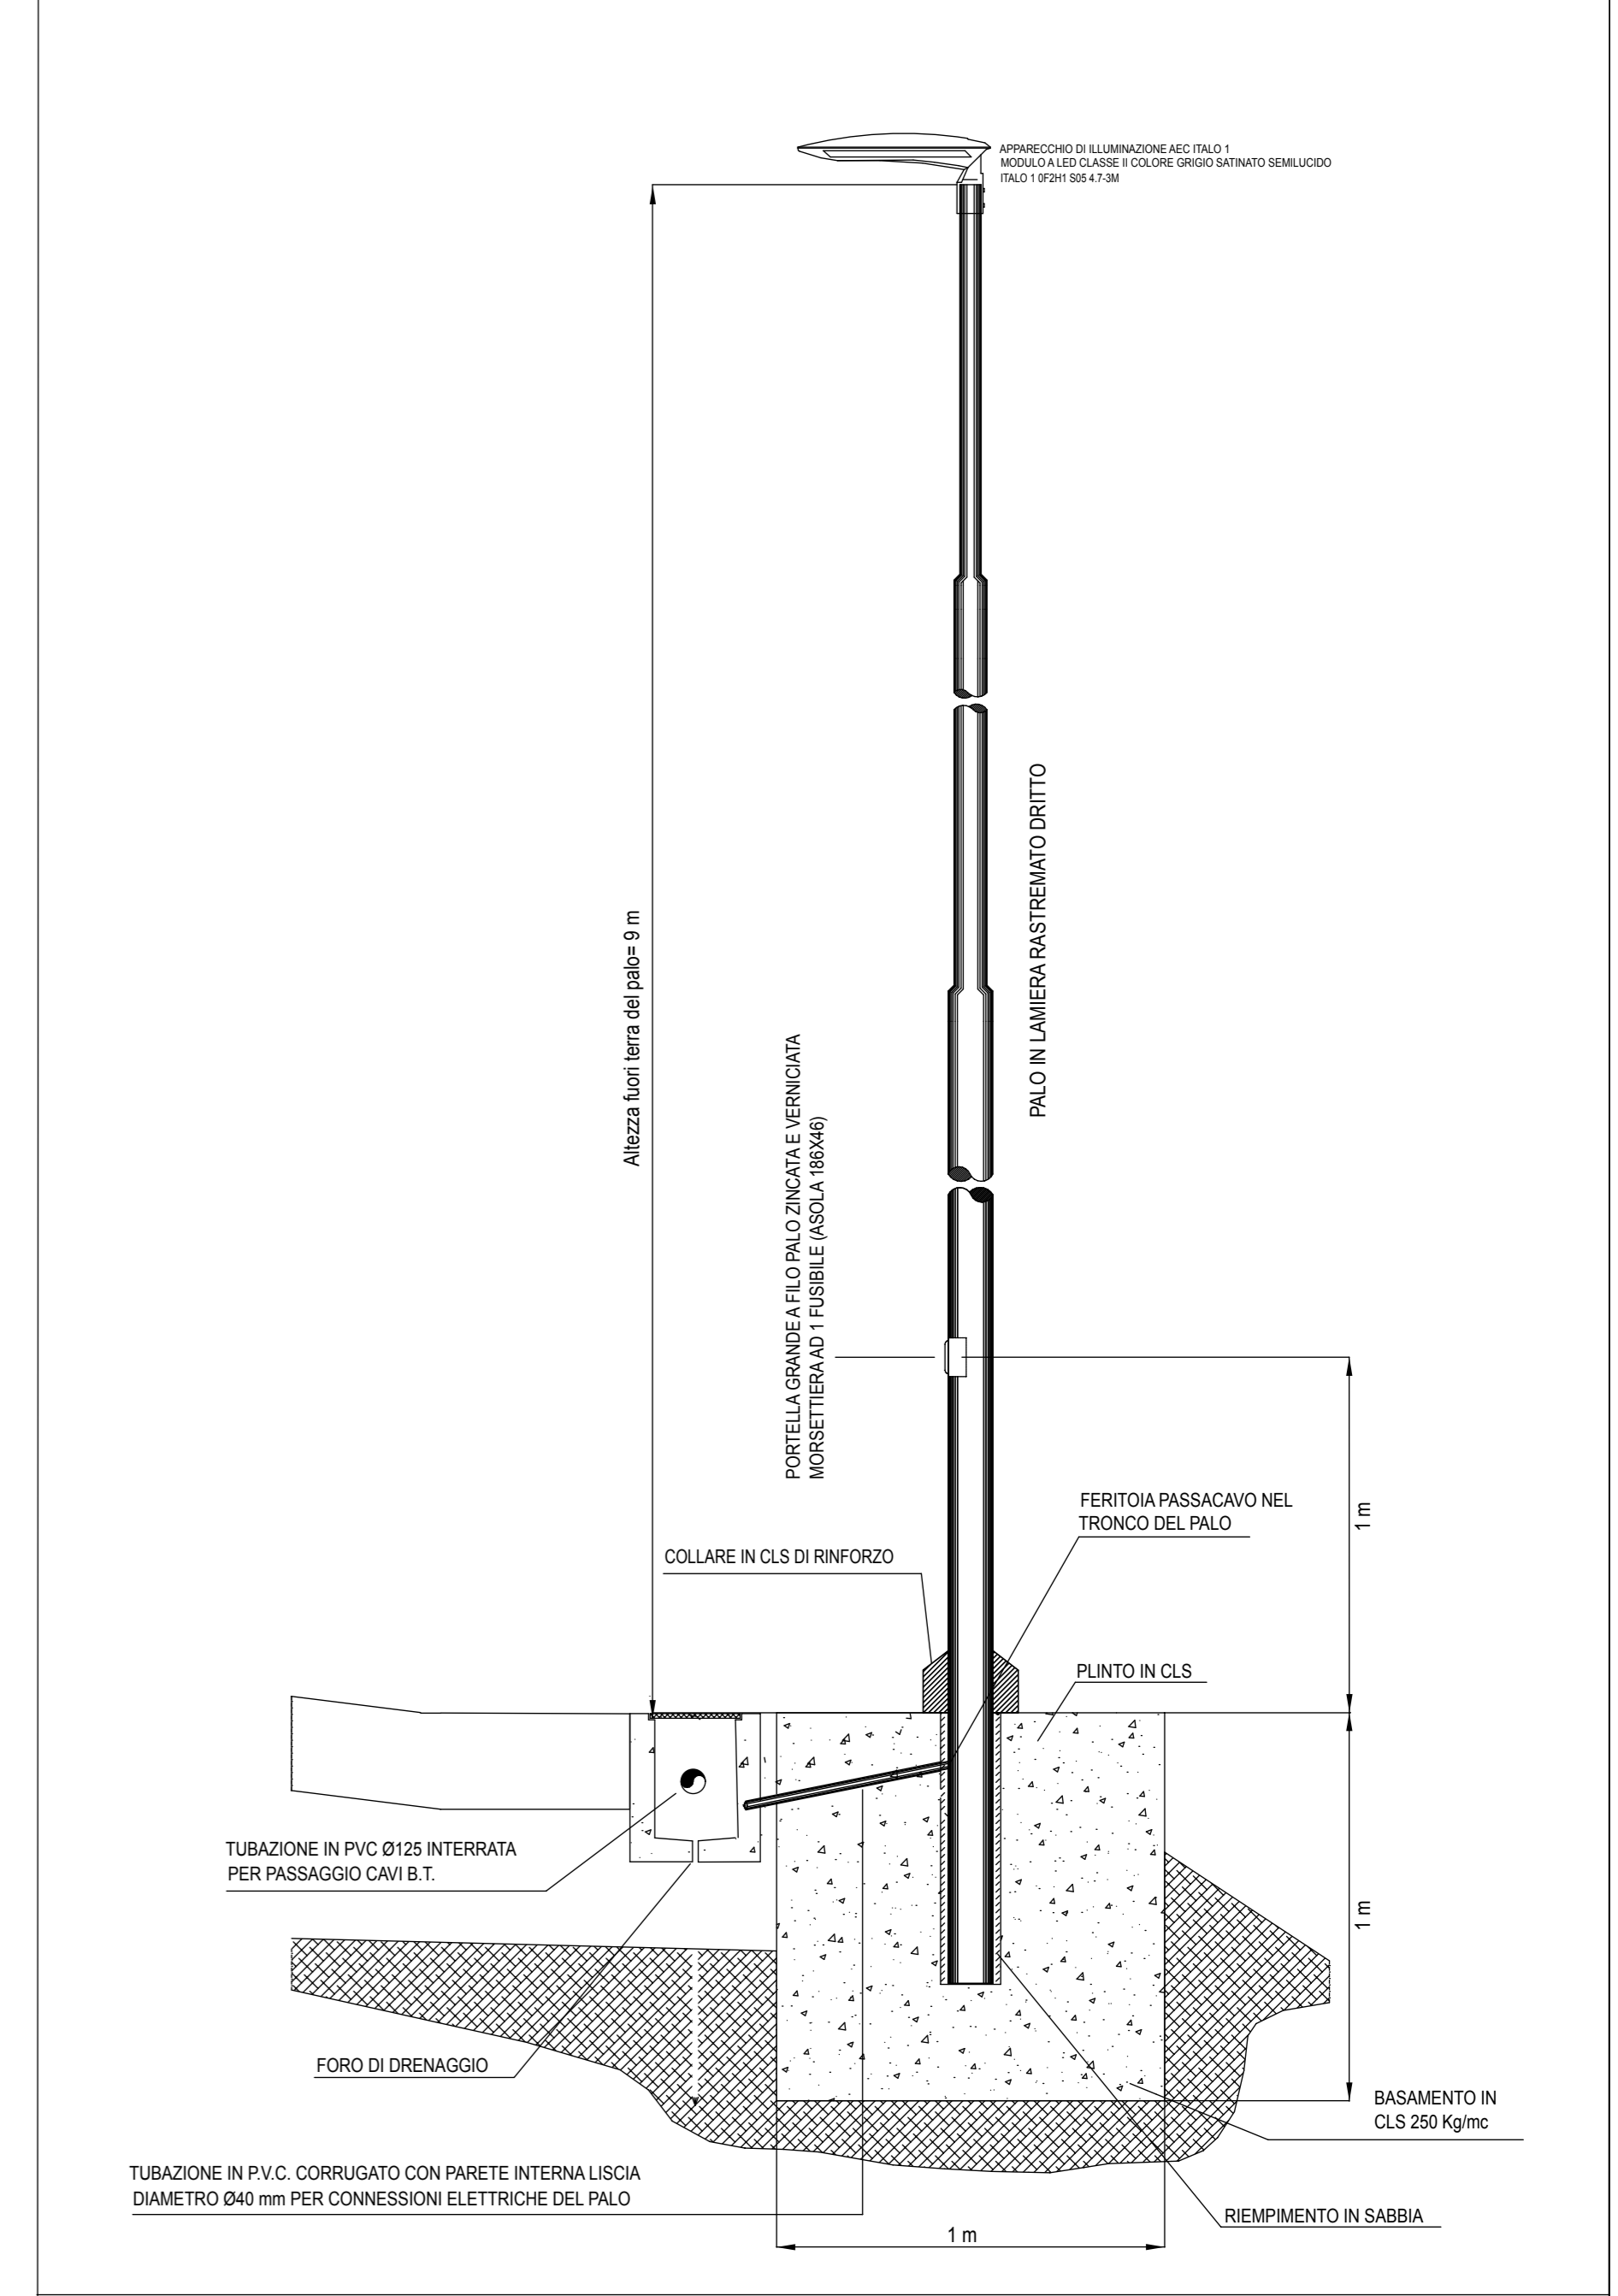 APPARECCHIO DI ILLUMINAZIONE AEC ITALO 1
MODULO A LED CLASSE II COLORE GRIGIO SATINATO SEMILUCIDO
ITALO 1 0F2H1 S05 4.7-3M
Altezza fuori terra del palo= 9 m
PALO IN LAMIERA RASTREMATO DRITTO
PORTELLA GRANDE A FILO PALO ZINCATA E VERNICIATA
MORSETTIERA AD 1 FUSIBILE (ASOLA 186X46)
FERITOIA PASSACAVO NEL
TRONCO DEL PALO
1 m
COLLARE IN CLS DI RINFORZO
PLINTO IN CLS
TUBAZIONE IN PVC Ø125 INTERRATA
PER PASSAGGIO CAVI B.T.
1 m
FORO DI DRENAGGIO
BASAMENTO IN
CLS 250 Kg/mc
TUBAZIONE IN P.V.C. CORRUGATO CON PARETE INTERNA LISCIA
DIAMETRO Ø40 mm PER CONNESSIONI ELETTRICHE DEL PALO
RIEMPIMENTO IN SABBIA
1 m